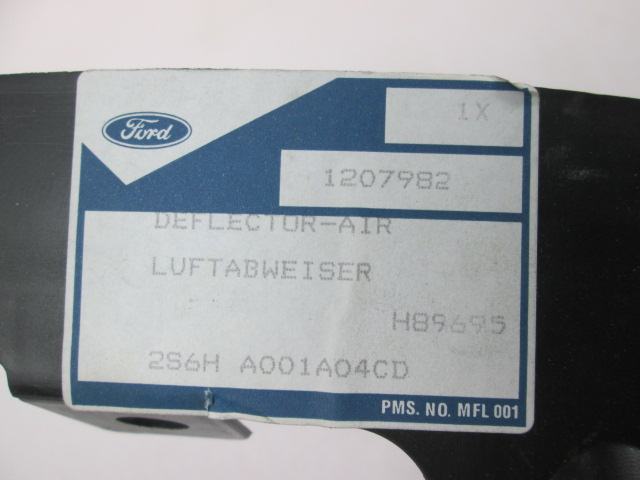 Ford
1X
1207982
DEFLECTOR-AIR
LUFTABWEISER
H89695
2S6H A001A04CD
PMS. NO. MFL 001